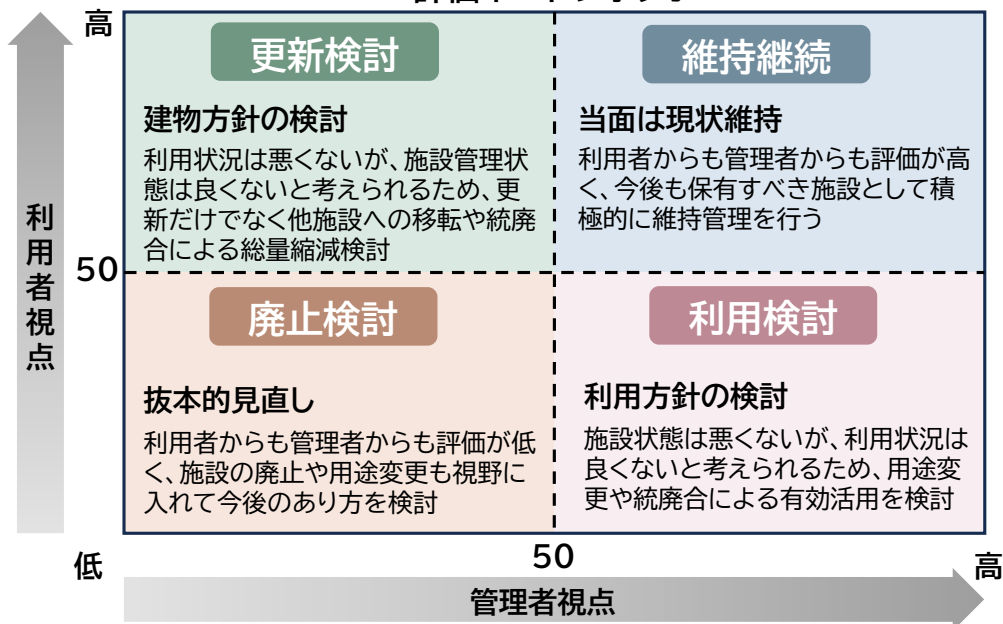 高
更新検討
建物方針の検討
利用状況は悪くないが、施設管理状
態は良くないと考えられるため、更
新だけでなく他施設への移転や統廃
合による総量縮減検討
維持継続
当面は現状維持
利用者からも管理者からも評価が高
く、今後も保有すべき施設として積
極的に維持管理を行う
利用者視点
50
廃止検討
抜本的見直し
利用者からも管理者からも評価が低
く、施設の廃止や用途変更も視野に
入れて今後のあり方を検討
利用検討
利用方針の検討
施設状態は悪くないが、利用状況は
良くないと考えられるため、用途変
更や統廃合による有効活用を検討
低
50
高
管理者視点